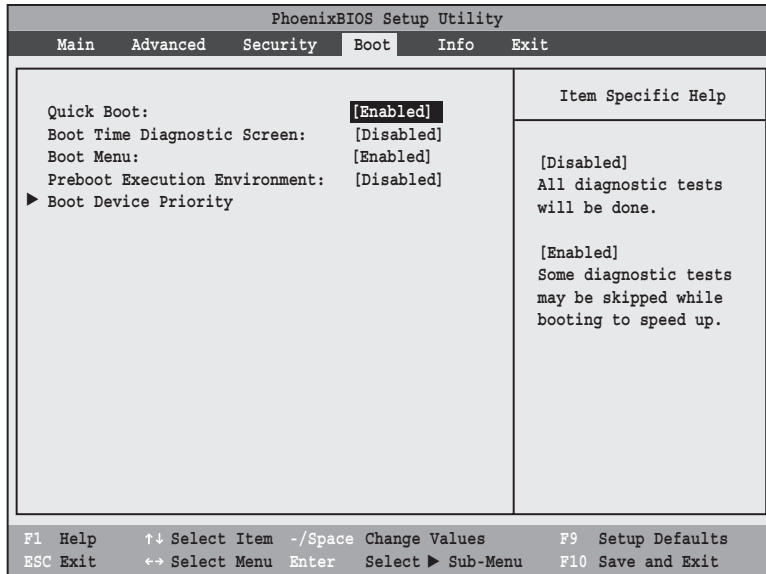 PhoenixBIOS Setup Utility
Main Advanced Security Boot Info Exit
Quick Boot: [Enabled]
Boot Time Diagnostic Screen: [Disabled]
Boot Menu: [Enabled]
Preboot Execution Environment: [Disabled]
▶ Boot Device Priority
Item Specific Help
[Disabled]
All diagnostic tests
will be done.
[Enabled]
Some diagnostic tests
may be skipped while
booting to speed up.
F1 Help ↑↓ Select Item -/Space Change Values F9 Setup Defaults
ESC Exit ←→ Select Menu Enter Select ▶ Sub-Menu F10 Save and Exit